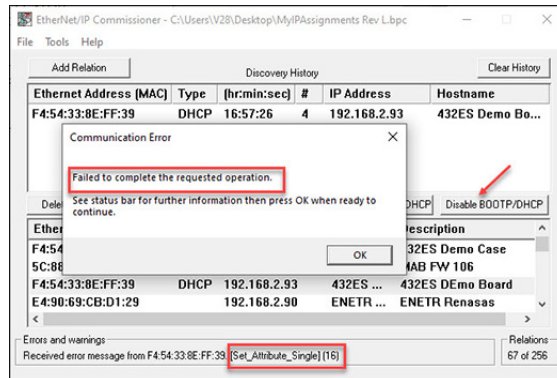 EtherNet/IP Commissioner - C:\Users\V28\Desktop\MyIPAssignments Rev L.bpc
File Tools Help
Add Relation
Discovery History
Clear History
Ethernet Address (MAC) Type (hr:min:sec) # IP Address Hostname
F4:54:33:8E:FF:39 DHCP 16:57:26 4 192.168.2.93 432ES Demo Bo...
Communication Error
Failed to complete the requested operation.
See status bar for further information then press OK when ready to
continue.
OK
Dele
DHCP
Disable BOOTP/DHCP
Ether
escription
F4:54
32ES Demo Case
5C:88
MAB FW 106
F4:54:33:8E:FF:39 DHCP 192.168.2.93 432ES ... 432ES DEmo Board
E4:90:69:CB:D1:29 192.168.2.90 ENETR ... ENETR Renasas
Errors and warnings
Received error message from F4:54:33:8E:FF:39. [Set_Attribute_Single] (16)
Relations
67 of 256